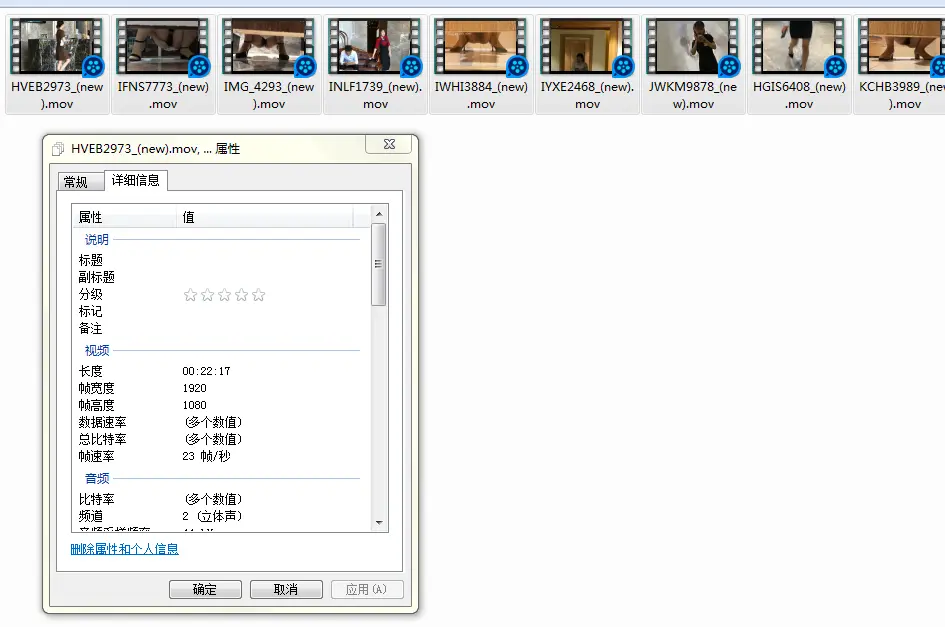 HVEB2973_(new
).mov
IFNS7773_(new)
.mov
IMG_4293_(new
).mov
INLF1739_(new).
mov
IWHI3884_(new)
.mov
IYXE2468_(new).
mov
JWKM9878_(ne
w).mov
HGIS6408_(new)
.mov
KCHB3989_(new
).mov
HVEB2973_(new).mov, ... 属性
常规
详细信息
属性 值
说明
标题
副标题
分级 ☆☆☆☆☆
标记
备注
视频
长度 00:22:17
帧宽度 1920
帧高度 1080
数据速率 (多个数值)
总比特率 (多个数值)
帧速率 23 帧/秒
音频
比特率 (多个数值)
频道 2 (立体声)
删除属性和个人信息
确定 取消 应用(A)